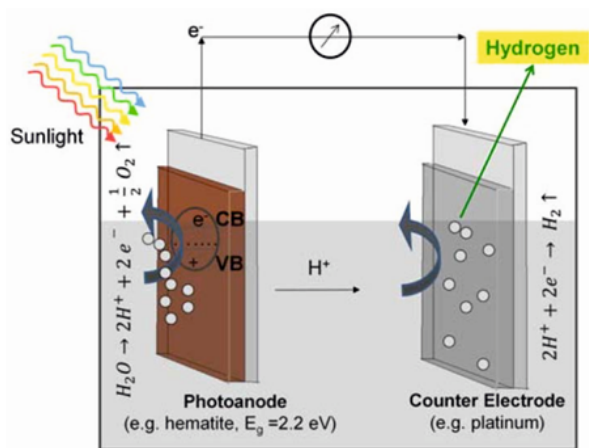 e-
Hydrogen
Sunlight
H₂O → 2H⁺ + 2e⁻ + ½O₂↑
e- CB
+ VB
H⁺
2H⁺ + 2e⁻ → H₂↑
Photoanode
(e.g. hematite, E_g =2.2 eV)
Counter Electrode
(e.g. platinum)